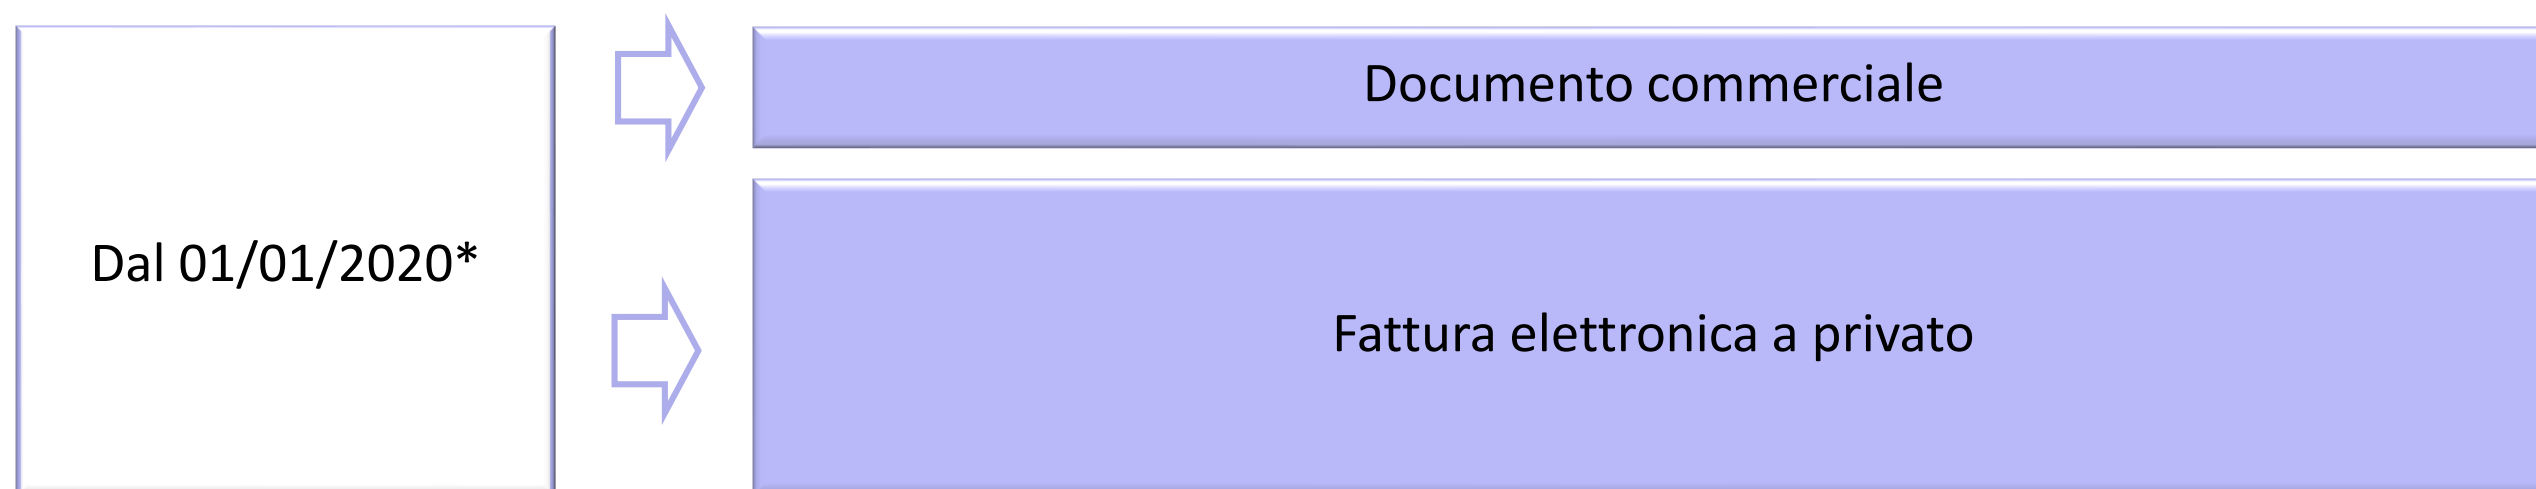 Dal 01/01/2020*
Documento commerciale
Fattura elettronica a privato